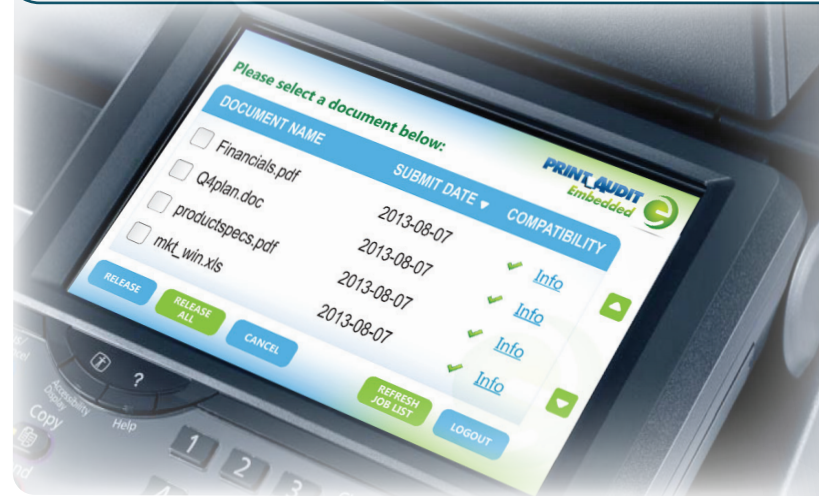 Please select a document below:
PRINT AUDIT
Embedded
DOCUMENT NAME SUBMIT DATE COMPATIBILITY
Financials.pdf 2013-08-07 Info
Q4plan.doc 2013-08-07 Info
productspecs.pdf 2013-08-07 Info
mkt_win.xls 2013-08-07 Info
RELEASE
RELEASE
ALL
CANCEL
REFRESH
JOB LIST
LOGOUT
?
Accessibility
Display
Help
Copy
1 2 3